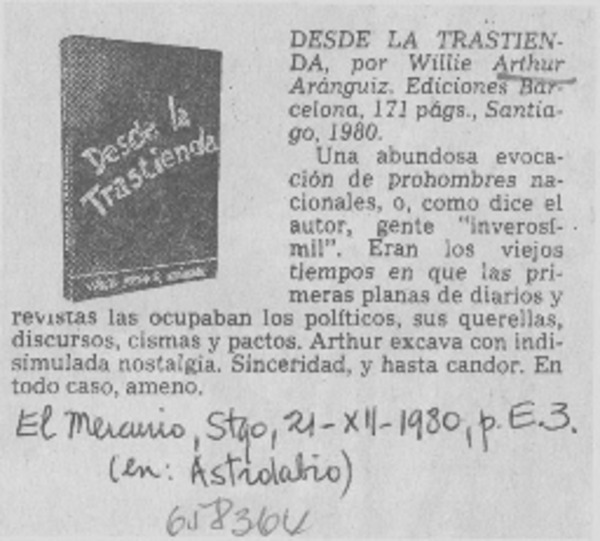 DESDE LA TRASTIEN-
DA, por Willie Arthur
Aránguiz. Ediciones Bar-
celona, 171 págs., Santia-
go, 1980.
Una abundosa evoca-
ción de prohombres na-
cionales, o, como dice el
autor, gente "inverosí-
mil". Eran los viejos
tiempos en que las pri-
meras planas de diarios y
revistas las ocupaban los políticos, sus querellas,
discursos, cismas y pactos. Arthur excava con indi-
simulada nostalgia. Sinceridad, y hasta candor. En
todo caso, ameno.
Desde la
Trastienda
El Mercurio, Stgo, 21-XII-1980, p. E.3.
(en: Astrolabio)